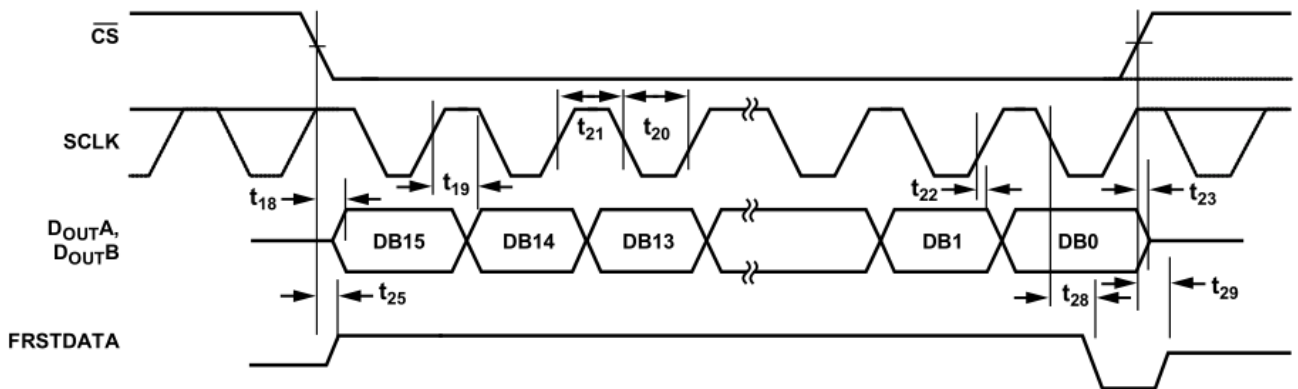 CS
SCLK
t21
t20
t18
t19
t22
t23
DOUTA,
DOUTB
DB15
DB14
DB13
DB1
DB0
t25
t28
t29
FRSTDATA